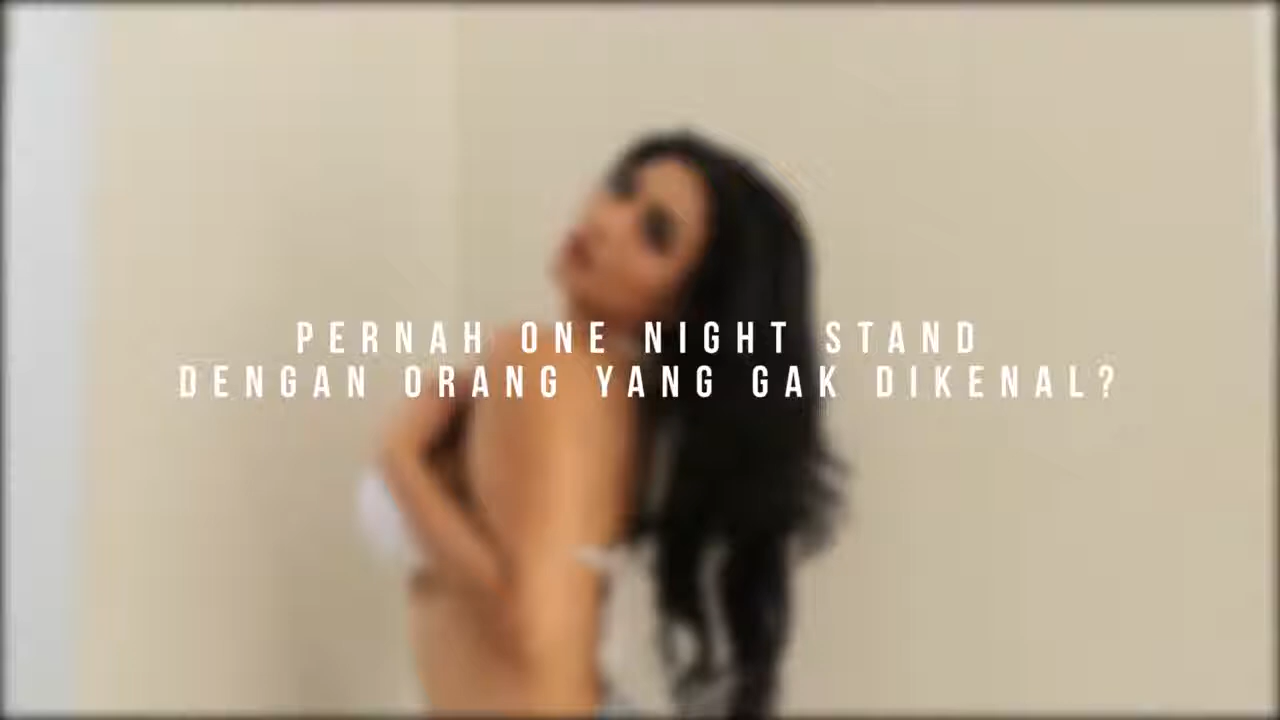 PERNAH ONE NIGHT STAND
DENGAN ORANG YANG GAK DIKENAL?